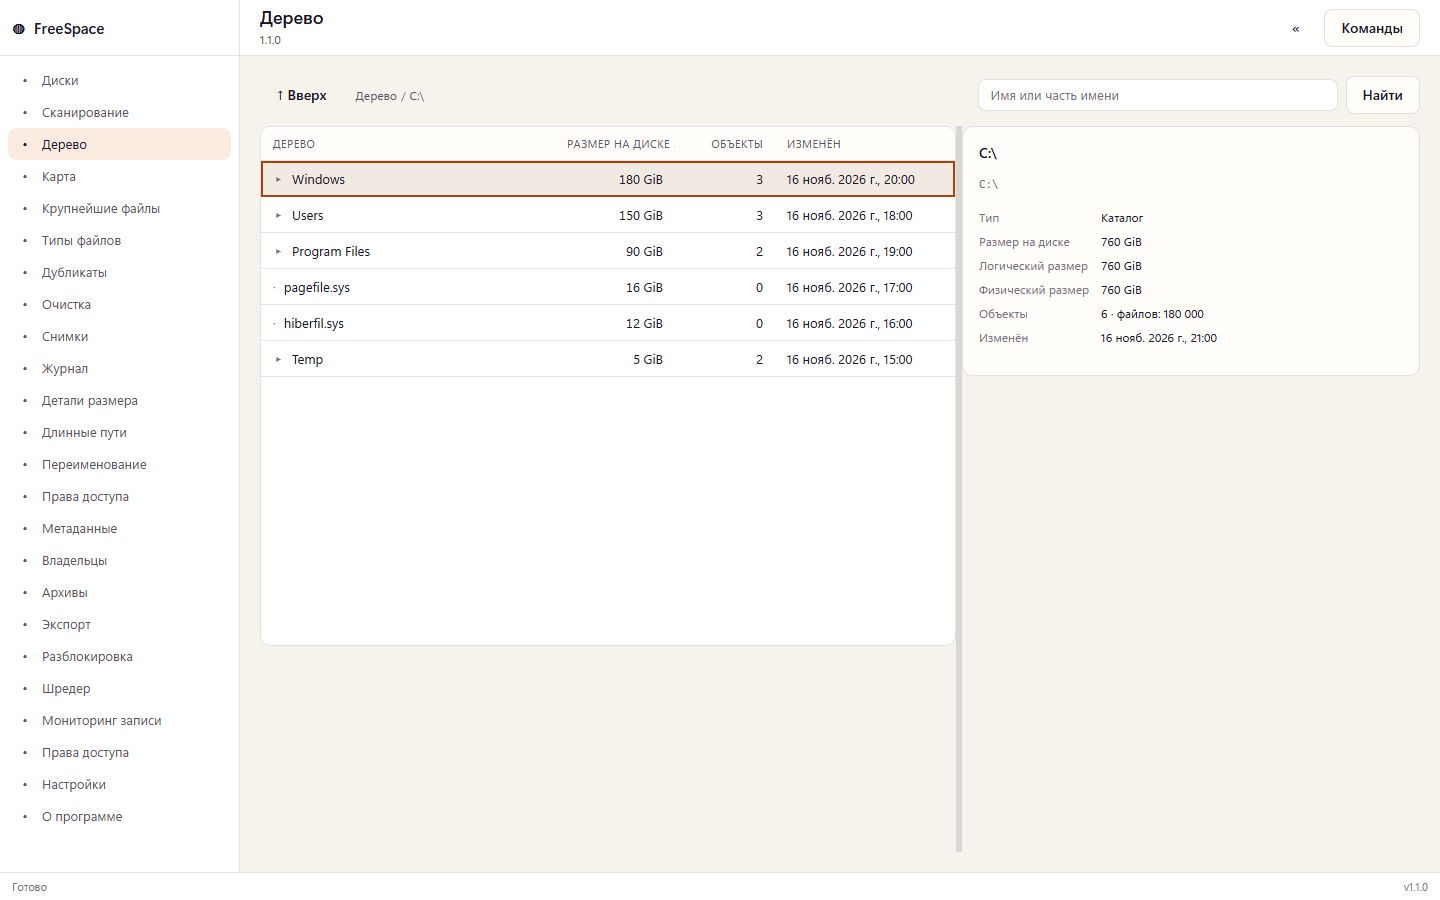 FreeSpace
Дерево
1.1.0
«
Команды
Диски
Сканирование
Дерево
Карта
Крупнейшие файлы
Типы файлов
Дубликаты
Очистка
Снимки
Журнал
Детали размера
Длинные пути
Переименование
Права доступа
Метаданные
Владельцы
Архивы
Экспорт
Разблокировка
Шредер
Мониторинг записи
Права доступа
Настройки
О программе
↑ Вверх
Дерево / C:\
Имя или часть имени
Найти
ДЕРЕВО РАЗМЕР НА ДИСКЕ ОБЪЕКТЫ ИЗМЕНЁН
Windows 180 GiB 3 16 нояб. 2026 г., 20:00
Users 150 GiB 3 16 нояб. 2026 г., 18:00
Program Files 90 GiB 2 16 нояб. 2026 г., 19:00
pagefile.sys 16 GiB 0 16 нояб. 2026 г., 17:00
hiberfil.sys 12 GiB 0 16 нояб. 2026 г., 16:00
Temp 5 GiB 2 16 нояб. 2026 г., 15:00
C:\
C:\
Тип Каталог
Размер на диске 760 GiB
Логический размер 760 GiB
Физический размер 760 GiB
Объекты 6 · файлов: 180 000
Изменён 16 нояб. 2026 г., 21:00
Готово
v1.1.0